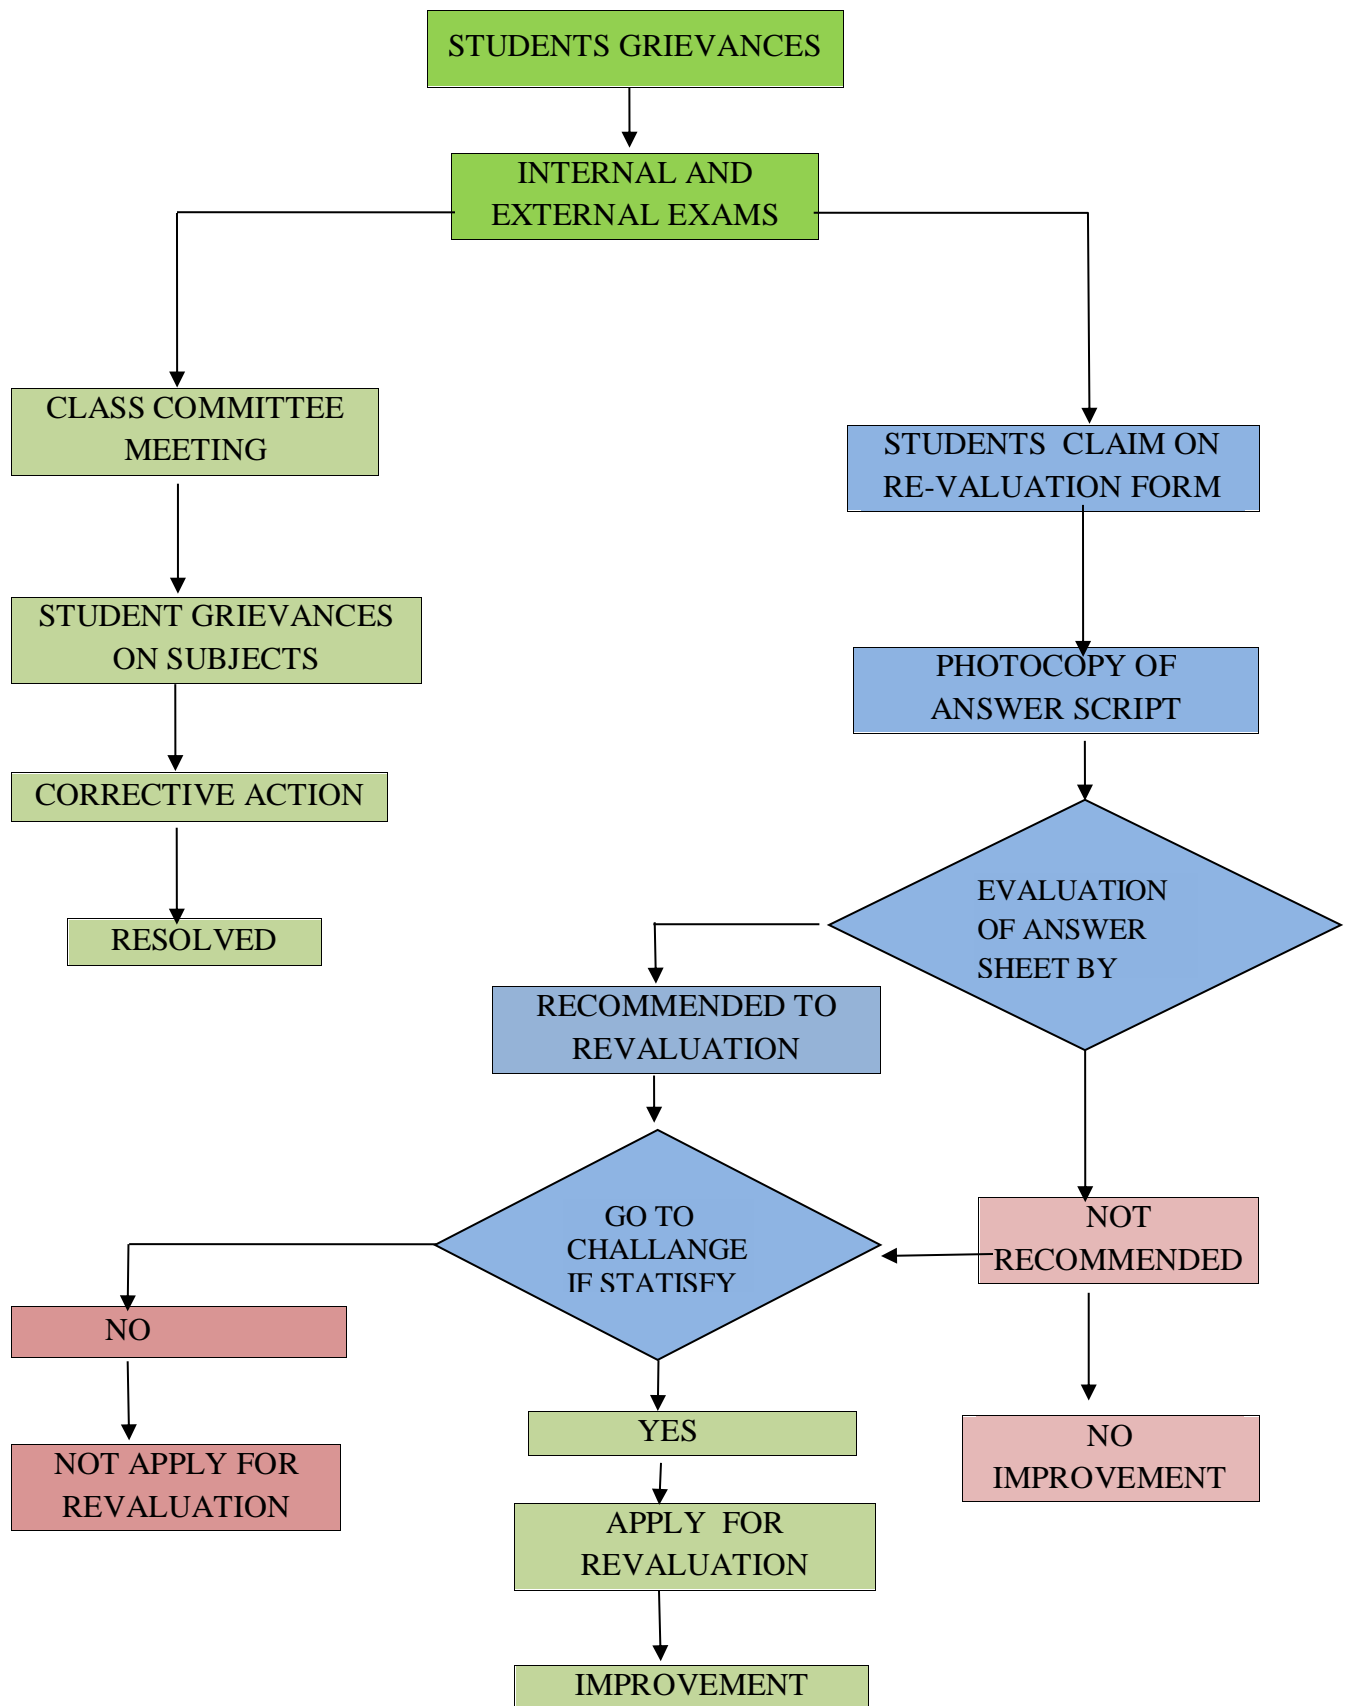 STUDENTS GRIEVANCES
INTERNAL AND
EXTERNAL EXAMS
CLASS COMMITTEE
MEETING
STUDENTS CLAIM ON
RE-VALUATION FORM
STUDENT GRIEVANCES
ON SUBJECTS
PHOTOCOPY OF
ANSWER SCRIPT
CORRECTIVE ACTION
RESOLVED
EVALUATION
OF ANSWER
SHEET BY
RECOMMENDED TO
REVALUATION
GO TO
CHALLANGE
IF STATISFY
NOT
RECOMMENDED
NO
YES
NO
IMPROVEMENT
NOT APPLY FOR
REVALUATION
APPLY FOR
REVALUATION
IMPROVEMENT